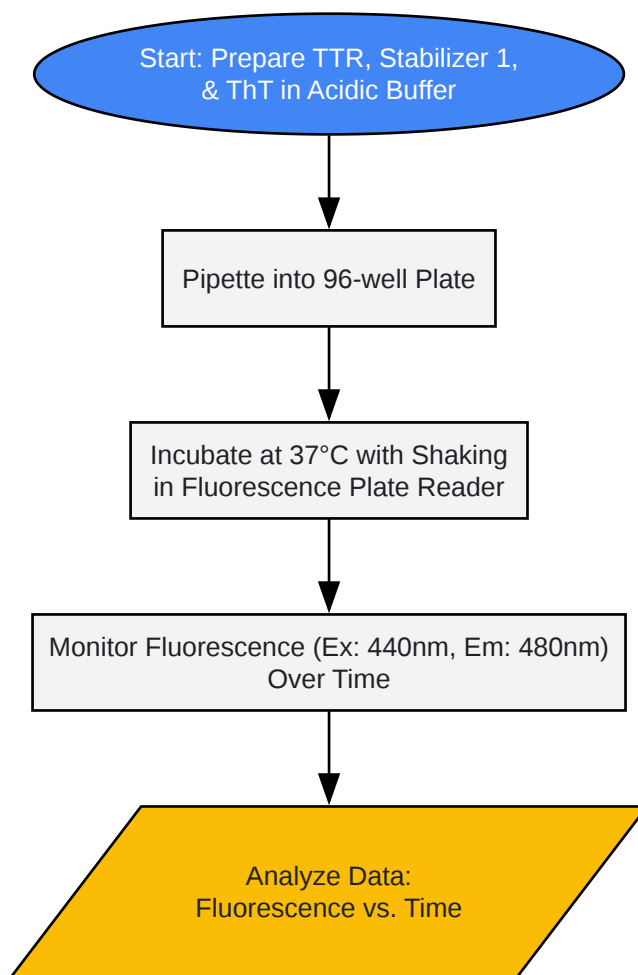 Start: Prepare TTR, Stabilizer 1,
& ThT in Acidic Buffer
Pipette into 96-well Plate
Incubate at 37°C with Shaking
in Fluorescence Plate Reader
Monitor Fluorescence (Ex: 440nm, Em: 480nm)
Over Time
Analyze Data:
Fluorescence vs. Time